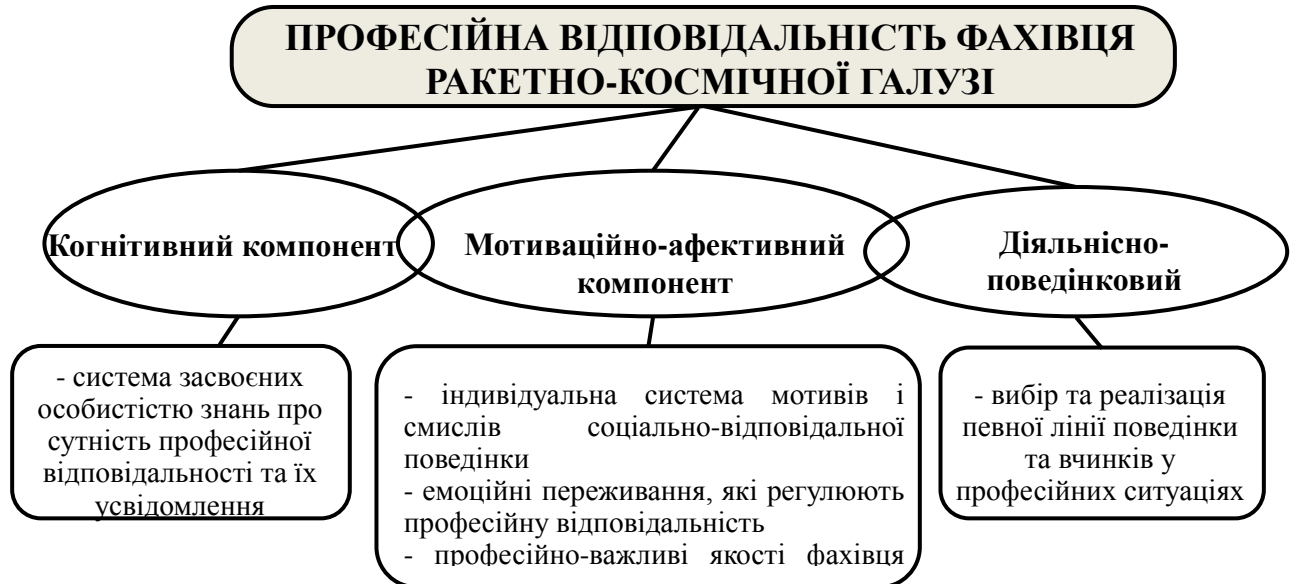 ПРОФЕСІЙНА ВІДПОВІДАЛЬНІСТЬ ФАХІВЦЯ
РАКЕТНО-КОСМІЧНОЇ ГАЛУЗІ
Когнітивний компонент
Мотиваційно-афективний
компонент
Діяльнісно-
поведінковий
- система засвоєних
особистістю знань про
сутність професійної
відповідальності та їх
усвідомлення
- індивідуальна система мотивів і
смислів соціально-відповідальної
поведінки
- емоційні переживання, які регулюють
професійну відповідальність
- професійно-важливі якості фахівця
- вибір та реалізація
певної лінії поведінки
та вчинків у
професійних ситуаціях